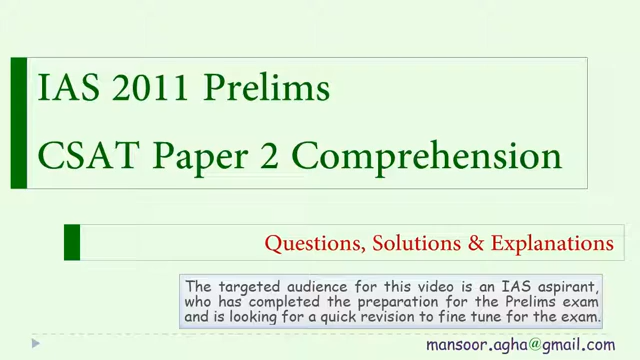 IAS 2011 Prelims
CSAT Paper 2 Comprehension
Questions, Solutions & Explanations
The targeted audience for this video is an IAS aspirant,
who has completed the preparation for the Prelims exam
and is looking for a quick revision to fine tune for the exam.
mansoor.agha@gmail.com